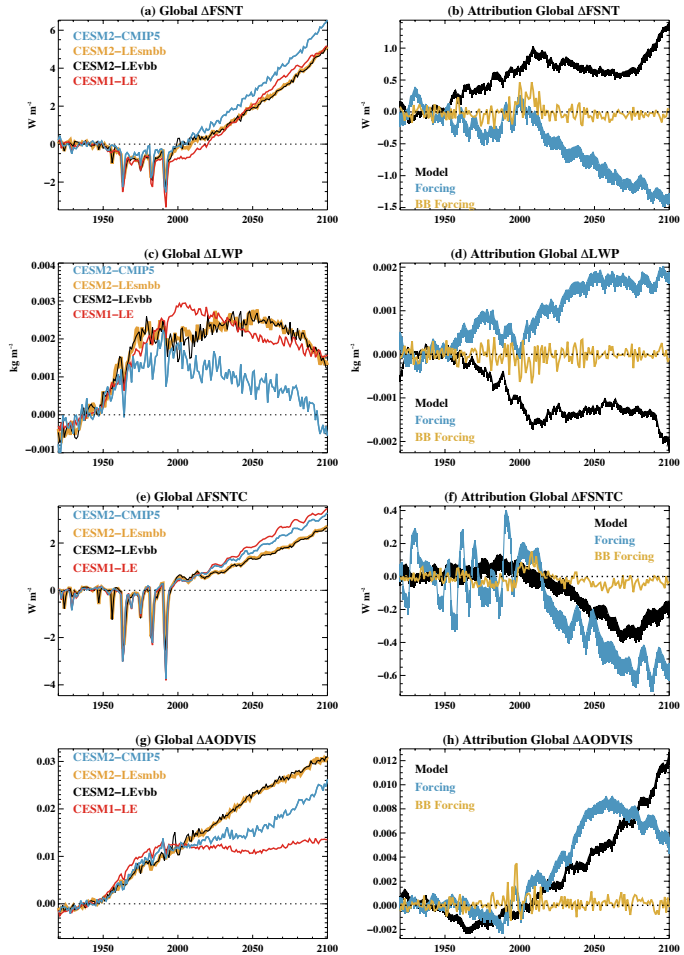 (a) Global ΔFSNT
CESM2−CMIP5
CESM2−LEsmbb
CESM2−LEvbb
CESM1−LE
W m⁻²
6
4
2
0
−2
1950 2000 2050 2100
(b) Attribution Global ΔFSNT
1.0
0.5
0.0
−0.5
−1.0
−1.5
Model
Forcing
BB Forcing
1950 2000 2050 2100
(c) Global ΔLWP
CESM2−CMIP5
CESM2−LEsmbb
CESM2−LEvbb
CESM1−LE
kg m⁻¹
0.004
0.003
0.002
0.001
0.000
−0.001
1950 2000 2050 2100
(d) Attribution Global ΔLWP
kg m⁻¹
0.002
0.001
0.000
−0.001
−0.002
Model
Forcing
BB Forcing
1950 2000 2050 2100
(e) Global ΔFSNTC
CESM2−CMIP5
CESM2−LEsmbb
CESM2−LEvbb
CESM1−LE
W m⁻²
2
0
−2
−4
1950 2000 2050 2100
(f) Attribution Global ΔFSNTC
Model
Forcing
BB Forcing
W m⁻²
0.4
0.2
0.0
−0.2
−0.4
−0.6
1950 2000 2050 2100
(g) Global ΔAODVIS
CESM2−CMIP5
CESM2−LEsmbb
CESM2−LEvbb
CESM1−LE
0.03
0.02
0.01
0.00
1950 2000 2050 2100
(h) Attribution Global ΔAODVIS
Model
Forcing
BB Forcing
0.012
0.010
0.008
0.006
0.004
0.002
0.000
−0.002
1950 2000 2050 2100